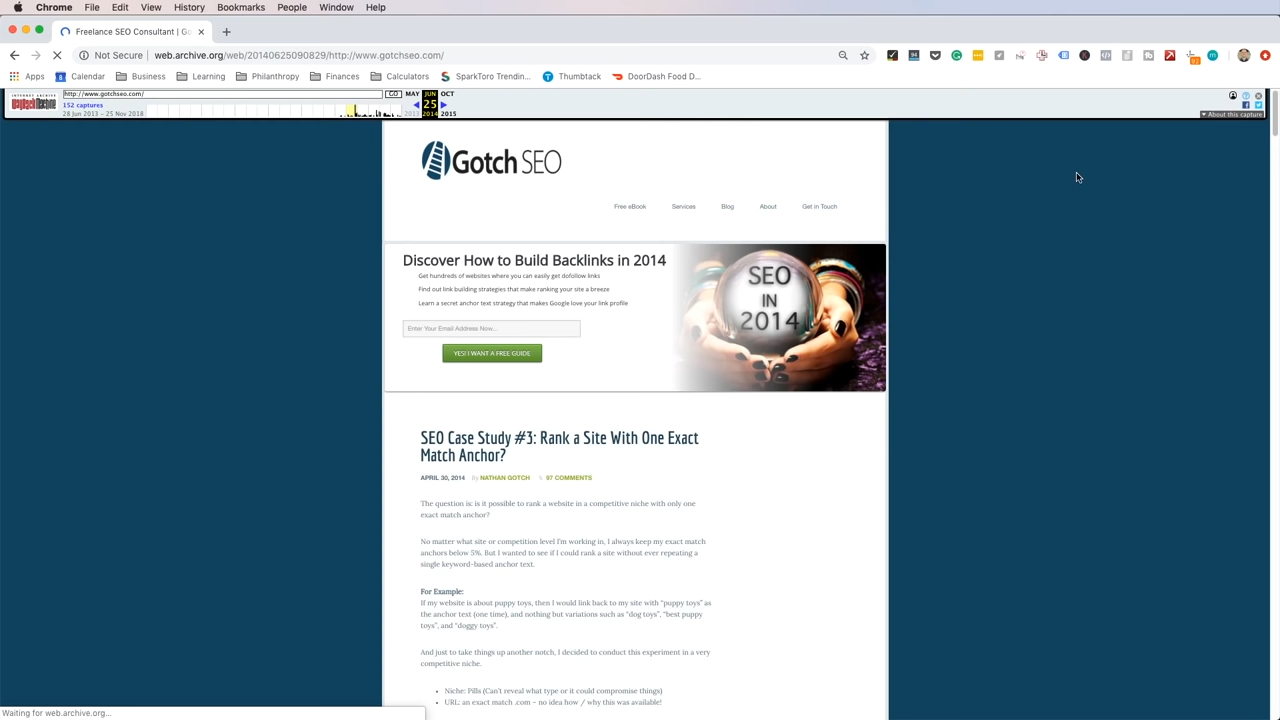 Chrome File Edit View History Bookmarks People Window Help
Freelance SEO Consultant | Go
Not Secure web.archive.org/web/20140625090829/http://www.gotchseo.com/
Apps Calendar Business Learning Philanthropy Finances Calculators SparkToro Trendin... Thumbtack DoorDash Food D...
INTERNET ARCHIVE
WayBackMachine
http://www.gotchseo.com/ GO MAY JUN OCT
152 captures 25
28 Jun 2013 – 25 Nov 2018 2013 2014 2015 About this capture
Gotch SEO
Free eBook Services Blog About Get in Touch
Discover How to Build Backlinks in 2014
Get hundreds of websites where you can easily get dofollow links
Find out link building strategies that make ranking your site a breeze
Learn a secret anchor text strategy that makes Google love your link profile
Enter Your Email Address Now...
YES! I WANT A FREE GUIDE
SEO
IN
2014
SEO Case Study #3: Rank a Site With One Exact
Match Anchor?
APRIL 30, 2014 By NATHAN GOTCH 97 COMMENTS
The question is: is it possible to rank a website in a competitive niche with only one
exact match anchor?
No matter what site or competition level I'm working in, I always keep my exact match
anchors below 5%. But I wanted to see if I could rank a site without ever repeating a
single keyword-based anchor text.
For Example:
If my website is about puppy toys, then I would link back to my site with “puppy toys” as
the anchor text (one time), and nothing but variations such as “dog toys”, “best puppy
toys”, and “doggy toys”.
And just to take things up another notch, I decided to conduct this experiment in a very
competitive niche.
Niche: Pills (Can't reveal what type or it could compromise things)
URL: an exact match .com – no idea how / why this was available!
Waiting for web.archive.org...